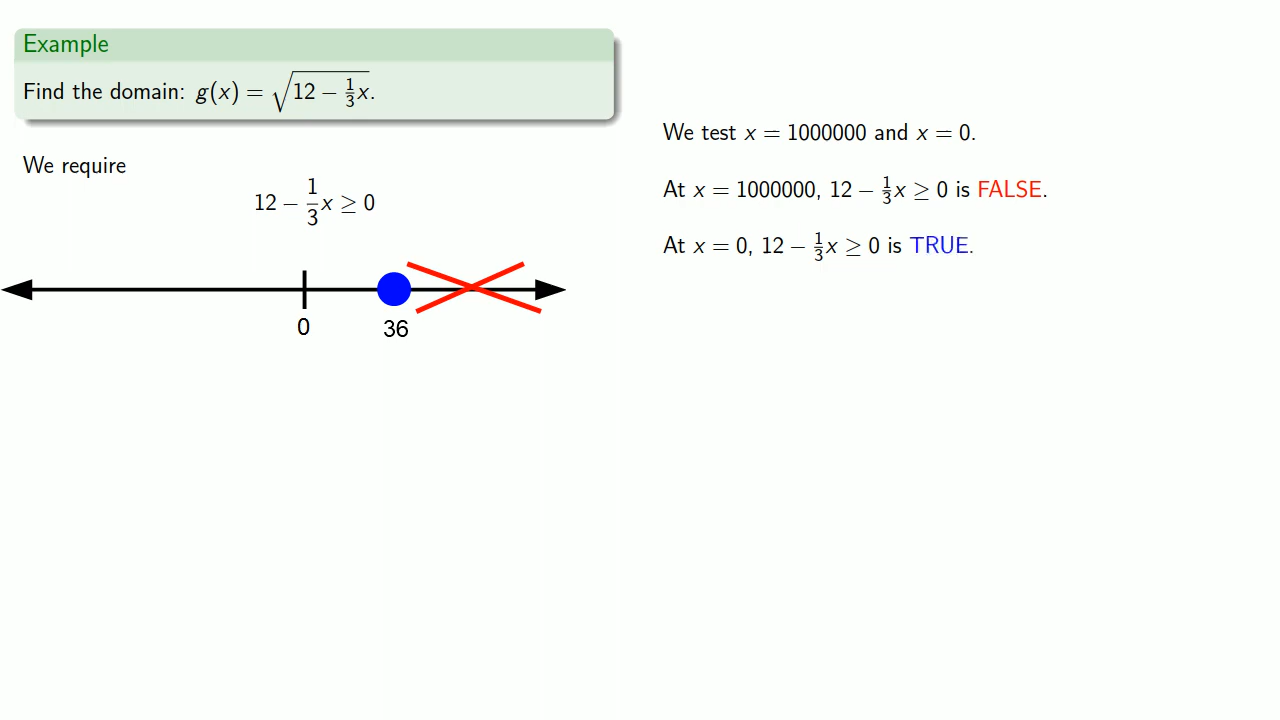 Example
Find the domain: g(x) = √(12 − 1/3 x).
We require
12 − 1/3 x ≥ 0
0
36
We test x = 1000000 and x = 0.
At x = 1000000, 12 − 1/3 x ≥ 0 is FALSE.
At x = 0, 12 − 1/3 x ≥ 0 is TRUE.